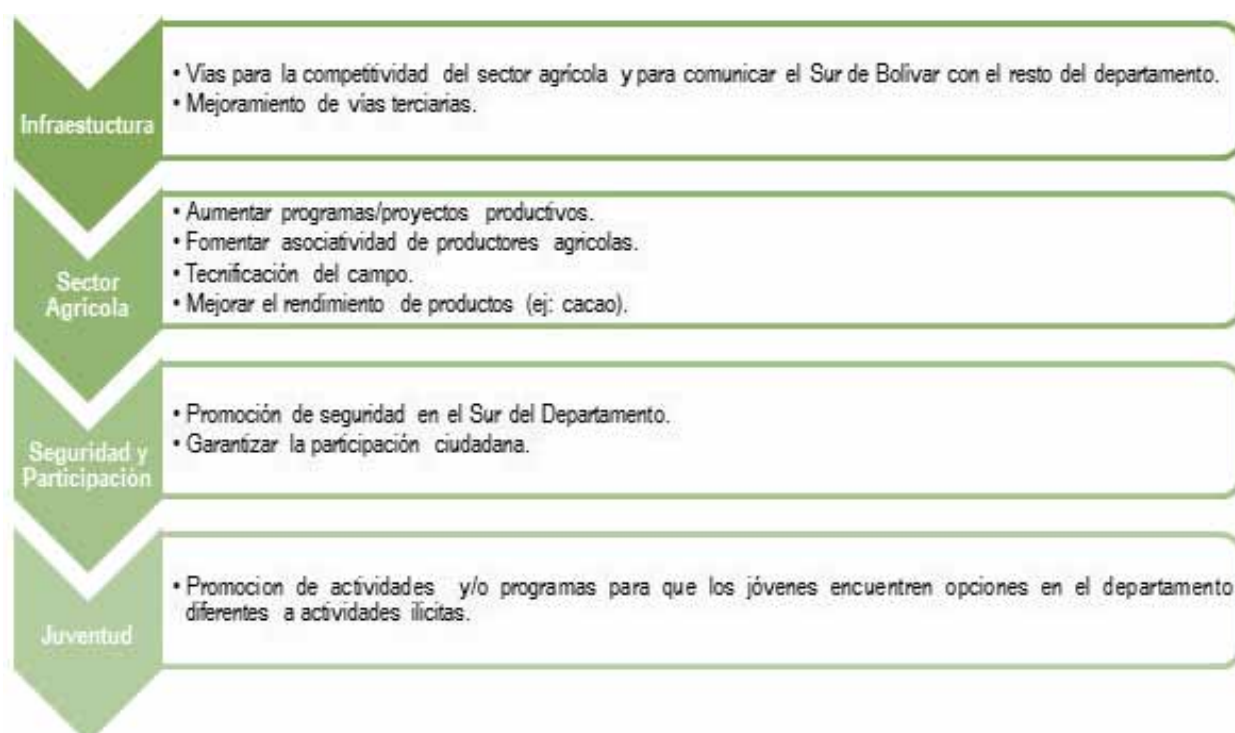 Infraestuctura
• Vias para la competitividad del sector agrícola y para comunicar el Sur de Bolivar con el resto del departamento.
• Mejoramiento de vías terciarias.
Sector
Agrícola
• Aumentar programas/proyectos productivos.
• Fomentar asociatividad de productores agricolas.
• Tecnificación del campo.
• Mejorar el rendimiento de productos (ej: cacao).
Seguridad y
Participación
• Promoción de seguridad en el Sur del Departamento.
• Garantizar la participación ciudadana.
Juventud
• Promocion de actividades y/o programas para que los jóvenes encuentren opciones en el departamento
diferentes a actividades ilicitas.